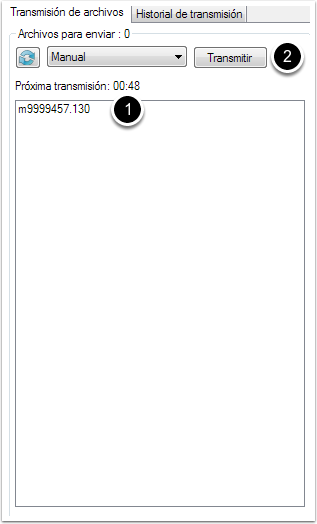 Transmisión de archivos Historial de transmisión
Archivos para enviar : 0
Manual Transmitir 2
Próxima transmisión: 00:48
m9999457.130 1